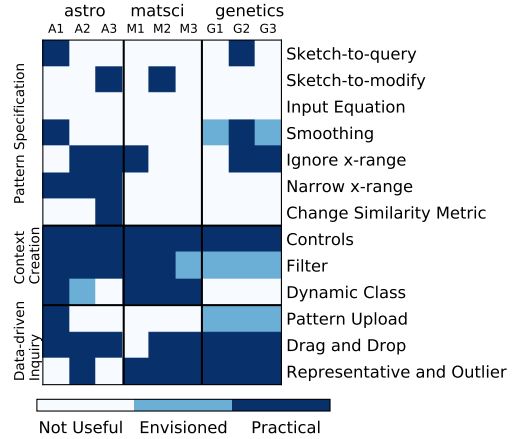 astro matsci genetics
A1 A2 A3 M1 M2 M3 G1 G2 G3
Pattern Specification
Sketch-to-query
Sketch-to-modify
Input Equation
Smoothing
Ignore x-range
Narrow x-range
Change Similarity Metric
Context
Creation
Controls
Filter
Dynamic Class
Data-driven
Inquiry
Pattern Upload
Drag and Drop
Representative and Outlier
Not Useful Envisioned Practical